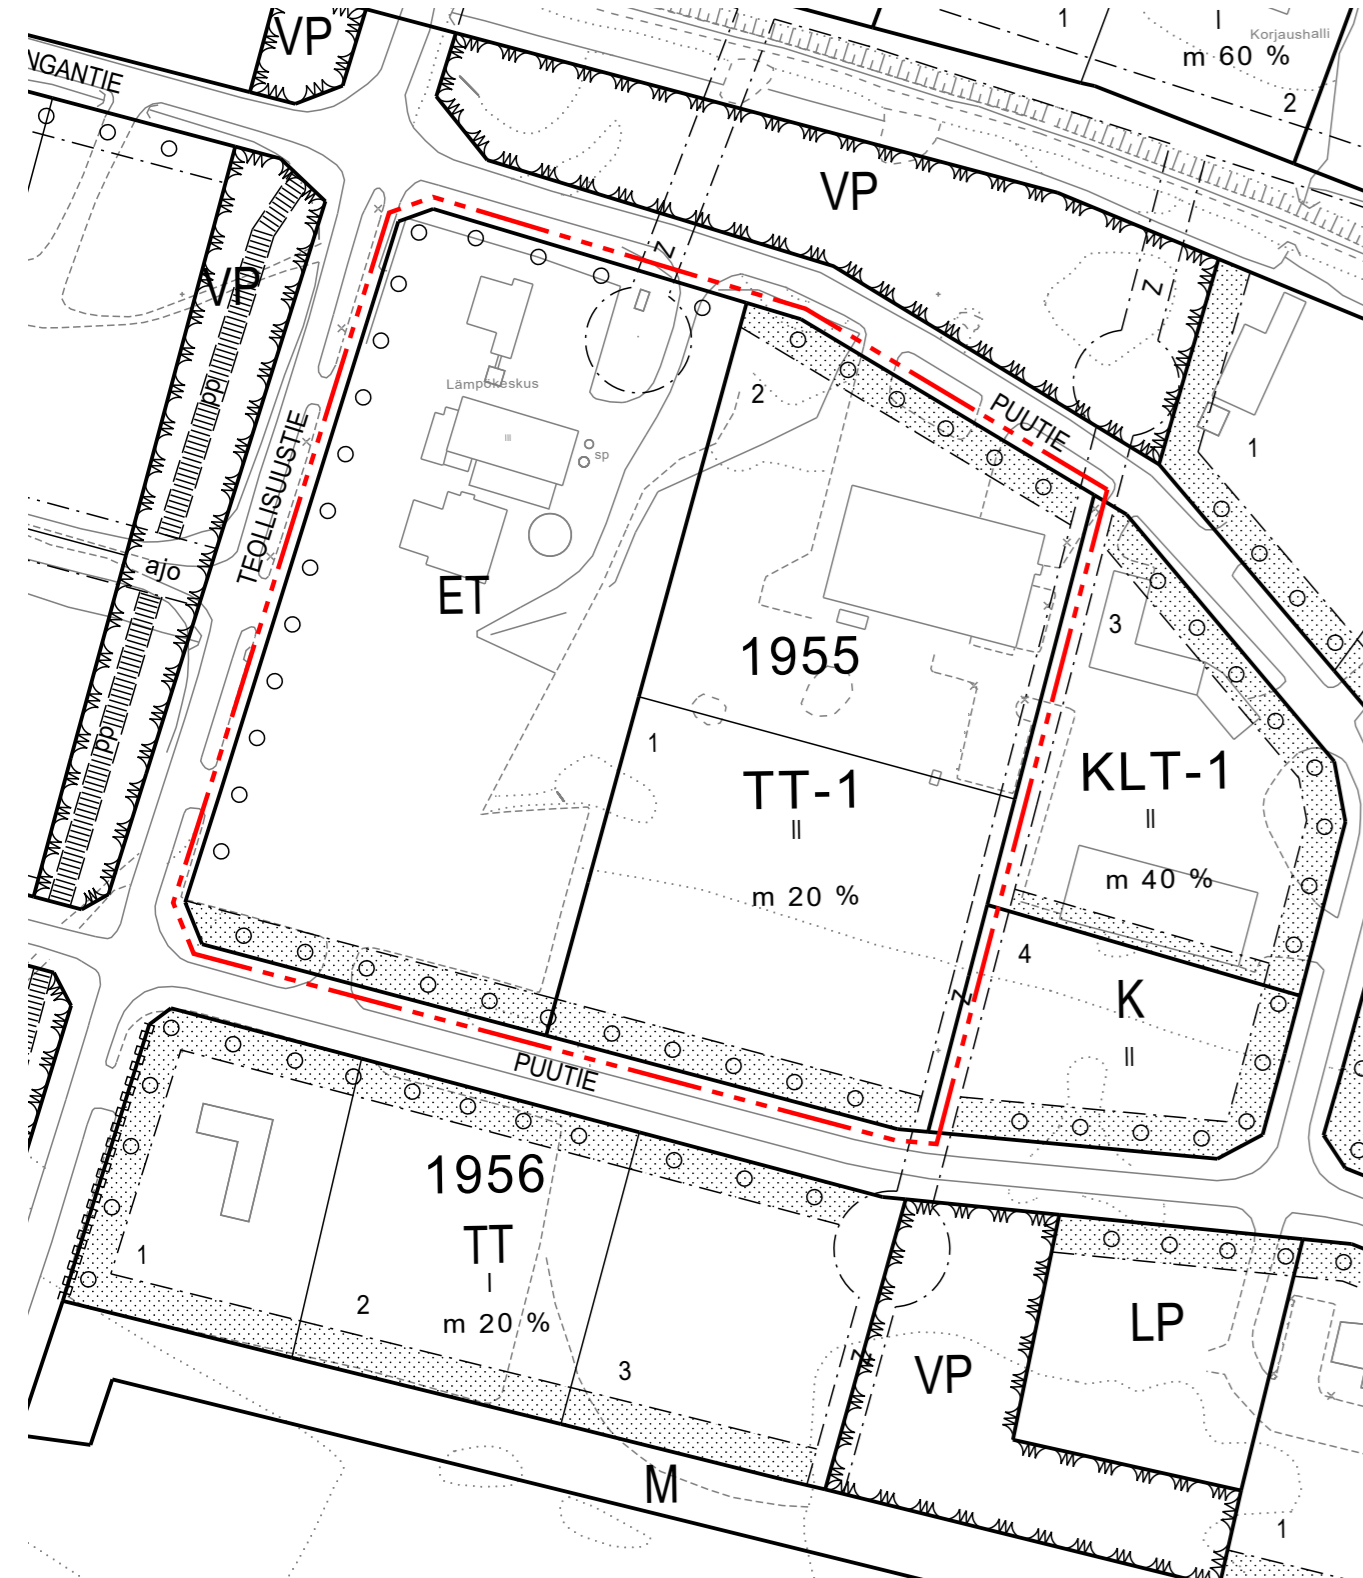 VP
1
I
Korjaushalli
m 60 %
2
NGANTIE
VP
VP
Z
Z
pp
TEOLLISUUSTIE
Lämpökeskus
III
sp
2
PUUTIE
1
ajo
ET
3
1955
pp
1
TT-1
II
m 20 %
KLT-1
II
m 40 %
4
K
II
Z
PUUTIE
1956
TT
I
m 20 %
1
2
3
Z
VP
LP
M
1